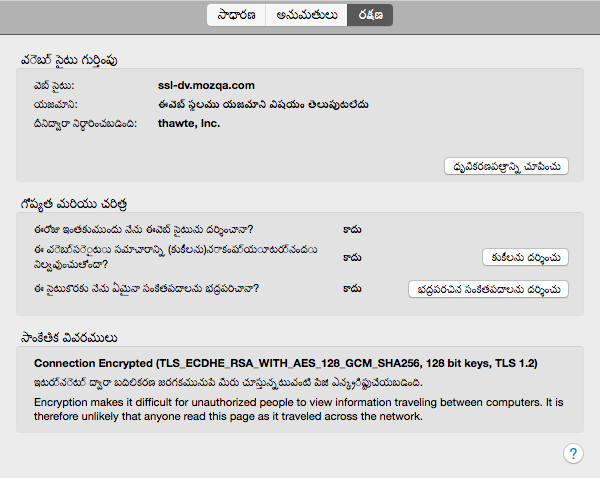 సాధారణ అనుమతులు రక్షణ
వెబ్ సైటు గుర్తింపు
వెబ్ సైటు: ssl-dv.mozqa.com
యజమాని: ఈవెబ్ స్థలము యజమాని విషయం తెలుపుటలేదు
దీనిద్వారా నిర్ధారించబడింది: thawte, Inc.
ధృవీకరణపత్రాన్ని చూపించు
గోప్యత మరియు చరిత్ర
ఈరోజు ఇంతకుముందు నేను ఈవెబ్ సైటును దర్శించానా? కాదు
సమాచారాన్ని (కుకీలను)
నిల్వవుంచుతోందా? కాదు కుకీలను దర్శించు
ఈ సైటుకొరకు నేను ఏమైనా సంకేతపదాలను భద్రపరిచానా? కాదు భద్రపరచిన సంకేతపదాలను దర్శించు
సాంకేతిక వివరములు
Connection Encrypted (TLS_ECDHE_RSA_WITH_AES_128_GCM_SHA256, 128 bit keys, TLS 1.2)
ద్వారా బదిలీకరణ జరగకమునుపే మీరు చూస్తున్నటువంటి పేజీ ఎన్క్రిప్టుచేయబడింది.
Encryption makes it difficult for unauthorized people to view information traveling between computers. It is
therefore unlikely that anyone read this page as it traveled across the network.
?